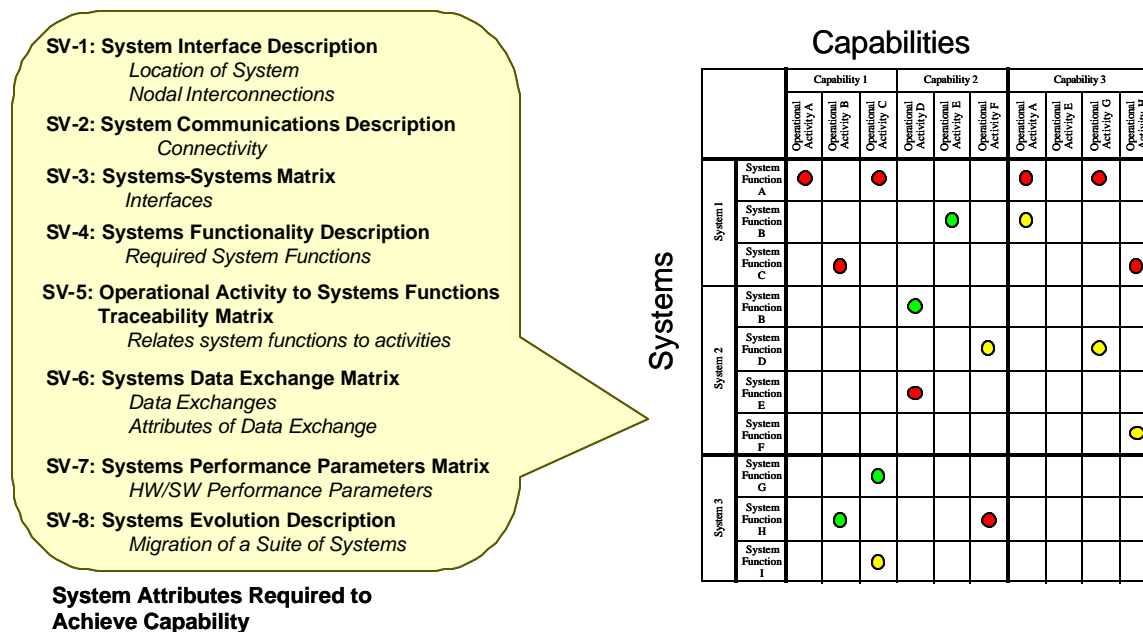 SV-1: System Interface Description
Location of System
Nodal Interconnections
SV-2: System Communications Description
Connectivity
SV-3: Systems-Systems Matrix
Interfaces
SV-4: Systems Functionality Description
Required System Functions
SV-5: Operational Activity to Systems Functions
Traceability Matrix
Relates system functions to activities
SV-6: Systems Data Exchange Matrix
Data Exchanges
Attributes of Data Exchange
SV-7: Systems Performance Parameters Matrix
HW/SW Performance Parameters
SV-8: Systems Evolution Description
Migration of a Suite of Systems
System Attributes Required to
Achieve Capability
Capabilities
Capability 1
Capability 2
Capability 3
Operational
Activity A
Operational
Activity B
Operational
Activity C
Operational
Activity D
Operational
Activity E
Operational
Activity F
Operational
Activity A
Operational
Activity E
Operational
Activity G
Operational
Activity H
Systems
System 1
System
Function
A
System
Function
B
System
Function
C
System 2
System
Function
B
System
Function
D
System
Function
E
System
Function
F
System 3
System
Function
G
System
Function
H
System
Function
I